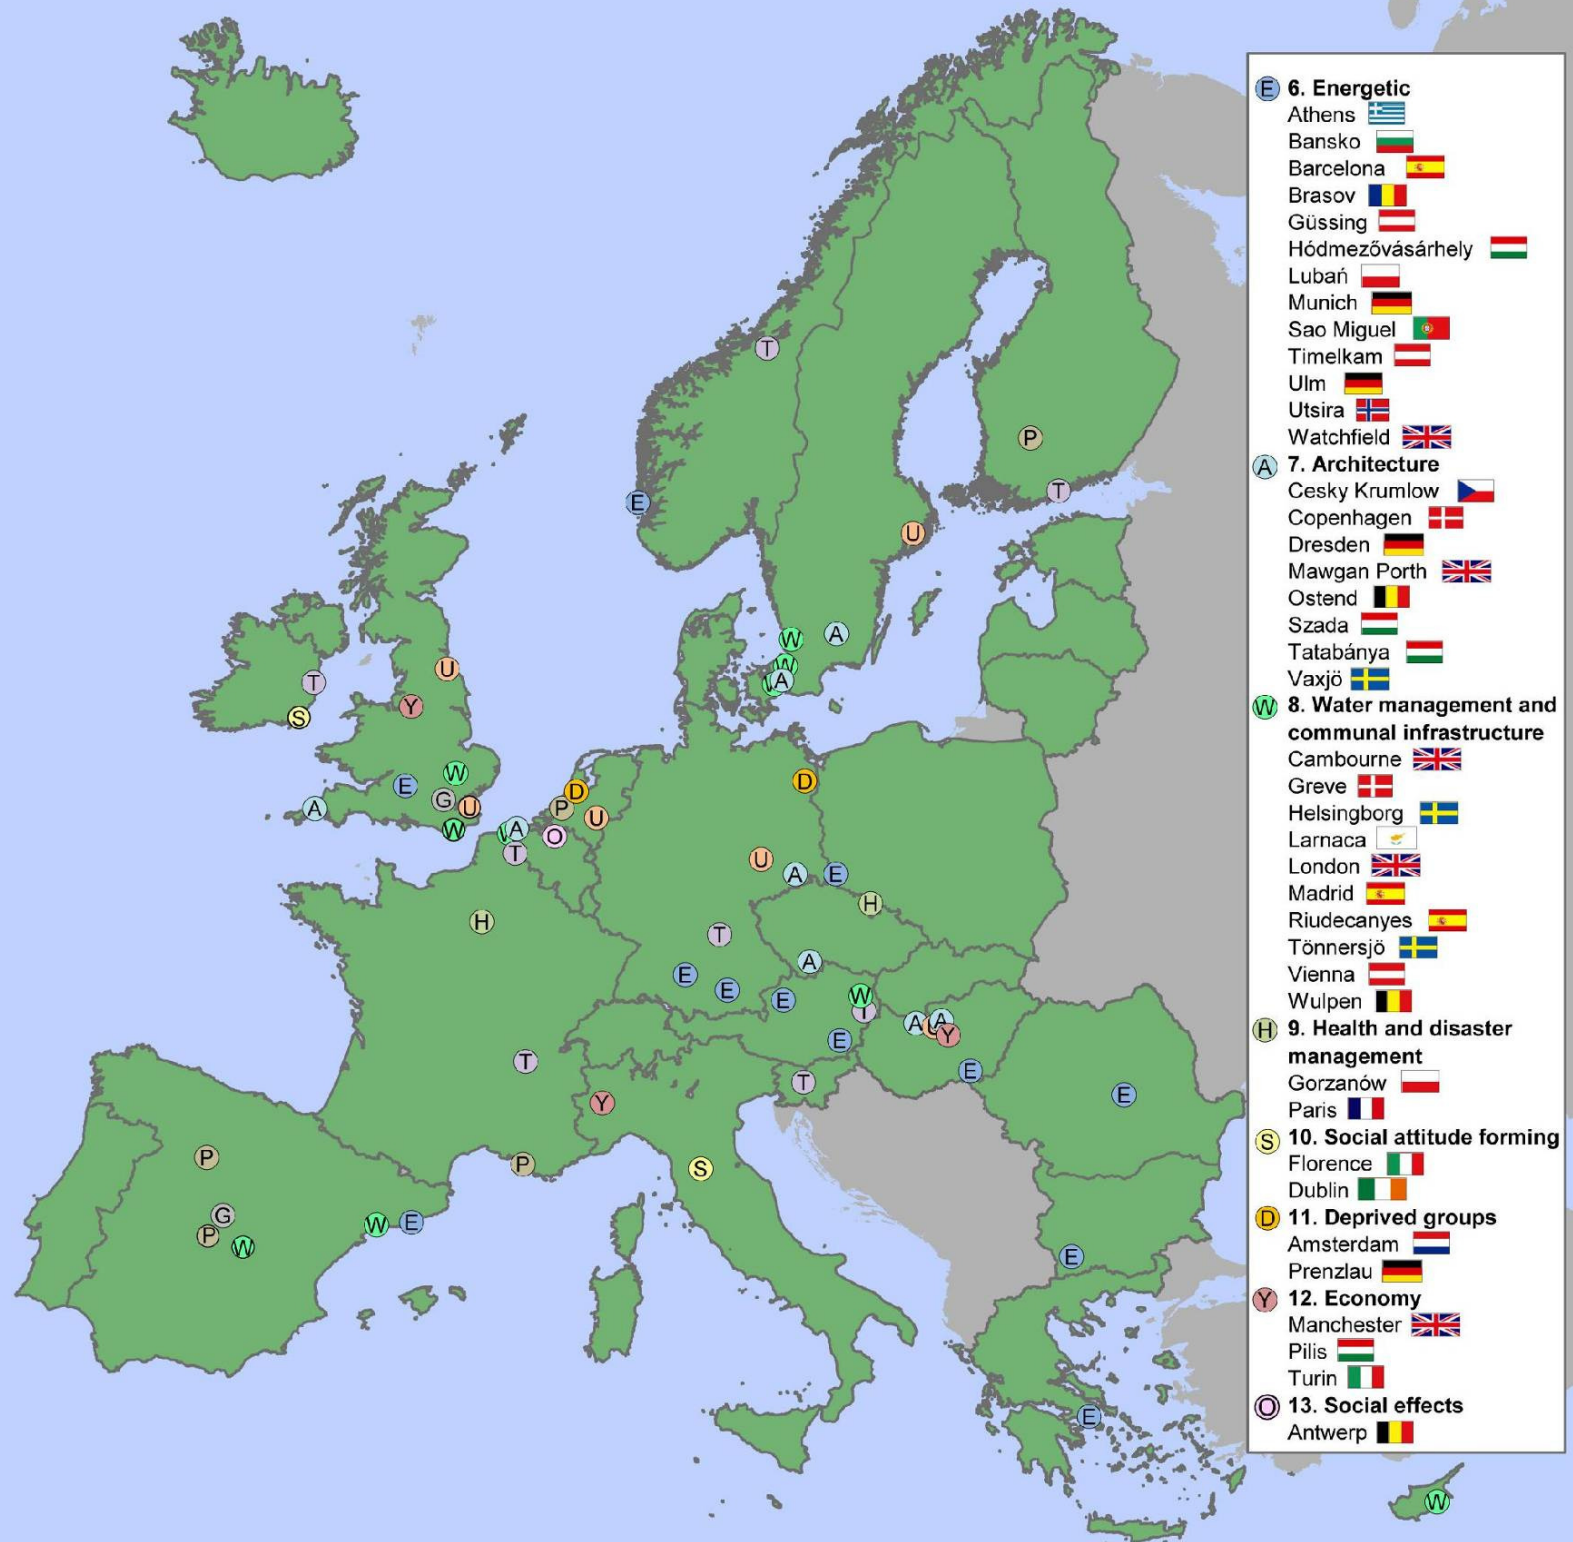 E 6. Energetic
Athens
Bansko
Barcelona
Brasov
Güssing
Hódmezővásárhely
Lubań
Munich
Sao Miguel
Timelkam
Ulm
Utsira
Watchfield
A 7. Architecture
Cesky Krumlow
Copenhagen
Dresden
Mawgan Porth
Ostend
Szada
Tatabánya
Vaxjö
W 8. Water management and
communal infrastructure
Cambourne
Greve
Helsingborg
Larnaca
London
Madrid
Riudecanyes
Tönnersjö
Vienna
Wulpen
H 9. Health and disaster
management
Gorzanów
Paris
S 10. Social attitude forming
Florence
Dublin
D 11. Deprived groups
Amsterdam
Prenzlau
Y 12. Economy
Manchester
Pilis
Turin
O 13. Social effects
Antwerp
T
P
E
T
U
W
A
W
U
T
W
A
Y
S
W
D
E
D
G
P
A
U
U
W
W
A
O
T
U
A
E
H
H
T
A
E
E
W
E
T
A
A
U
Y
E
T
E
T
E
Y
P
P
S
G
W
E
P
W
E
E
W